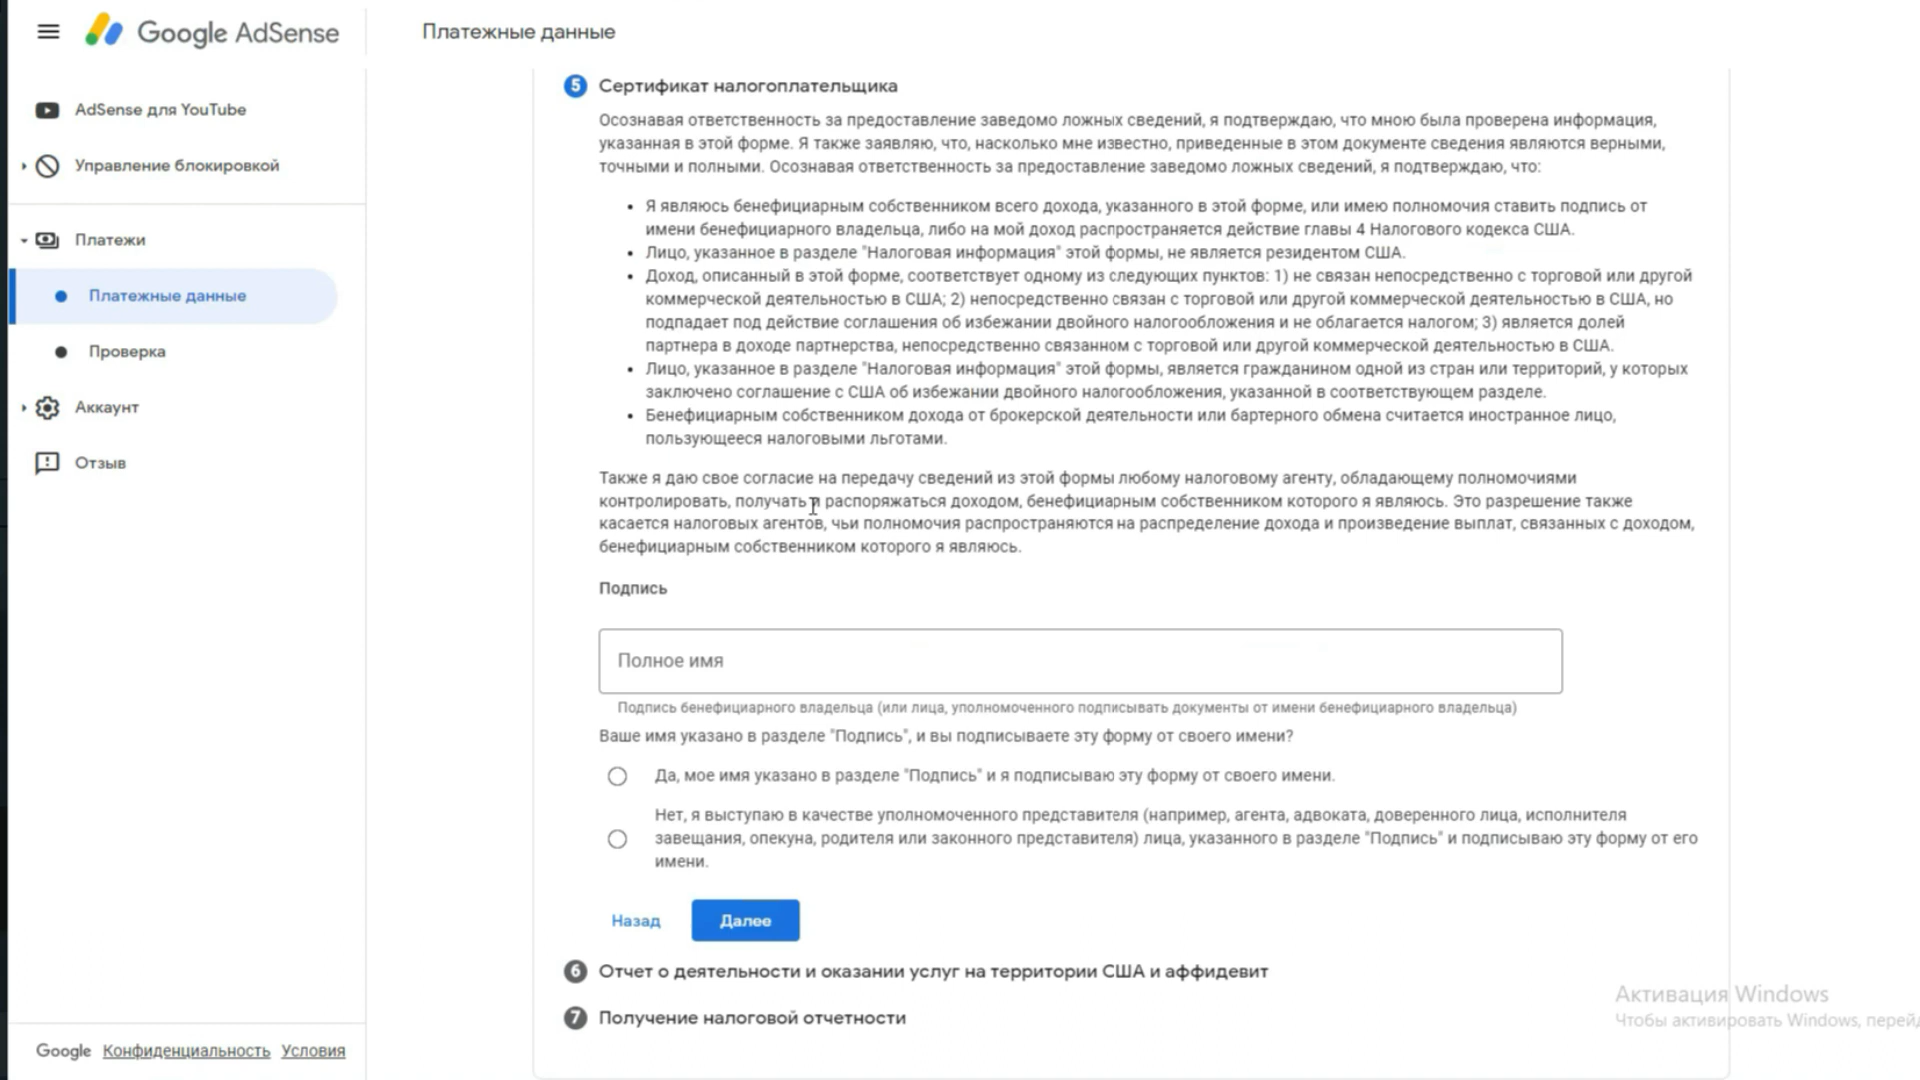 Google AdSense
Платежные данные
AdSense для YouTube
Управление блокировкой
Платежи
Платежные данные
Проверка
Аккаунт
Отзыв
5 Сертификат налогоплательщика
Осознавая ответственность за предоставление заведомо ложных сведений, я подтверждаю, что мною была проверена информация,
указанная в этой форме. Я также заявляю, что, насколько мне известно, приведенные в этом документе сведения являются верными,
точными и полными. Осознавая ответственность за предоставление заведомо ложных сведений, я подтверждаю, что:
• Я являюсь бенефициарным собственником всего дохода, указанного в этой форме, или имею полномочия ставить подпись от
имени бенефициарного владельца, либо на мой доход распространяется действие главы 4 Налогового кодекса США.
• Лицо, указанное в разделе "Налоговая информация" этой формы, не является резидентом США.
• Доход, описанный в этой форме, соответствует одному из следующих пунктов: 1) не связан непосредственно с торговой или другой
коммерческой деятельностью в США; 2) непосредственно связан с торговой или другой коммерческой деятельностью в США, но
подпадает под действие соглашения об избежании двойного налогообложения и не облагается налогом; 3) является долей
партнера в доходе партнерства, непосредственно связанном с торговой или другой коммерческой деятельностью в США.
• Лицо, указанное в разделе "Налоговая информация" этой формы, является гражданином одной из стран или территорий, у которых
заключено соглашение с США об избежании двойного налогообложения, указанной в соответствующем разделе.
• Бенефициарным собственником дохода от брокерской деятельности или бартерного обмена считается иностранное лицо,
пользующееся налоговыми льготами.
Также я даю свое согласие на передачу сведений из этой формы любому налоговому агенту, обладающему полномочиями
контролировать, получать и распоряжаться доходом, бенефициарным собственником которого я являюсь. Это разрешение также
касается налоговых агентов, чьи полномочия распространяются на распределение дохода и произведение выплат, связанных с доходом,
бенефициарным собственником которого я являюсь.
Подпись
Полное имя
Подпись бенефициарного владельца (или лица, уполномоченного подписывать документы от имени бенефициарного владельца)
Ваше имя указано в разделе "Подпись", и вы подписываете эту форму от своего имени?
Да, мое имя указано в разделе "Подпись" и я подписываю эту форму от своего имени.
Нет, я выступаю в качестве уполномоченного представителя (например, агента, адвоката, доверенного лица, исполнителя
завещания, опекуна, родителя или законного представителя) лица, указанного в разделе "Подпись" и подписываю эту форму от его
имени.
Назад Далее
6 Отчет о деятельности и оказании услуг на территории США и аффидевит
7 Получение налоговой отчетности
Активация Windows
Чтобы активировать Windows, перей
Google Конфиденциальность Условия